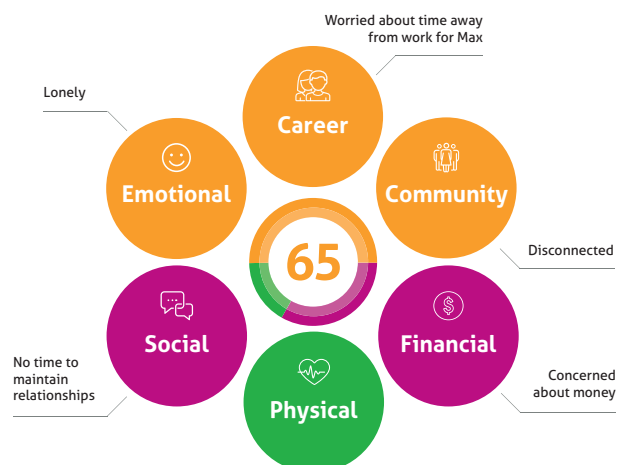 Worried about time away
from work for Max
Career
Lonely
Emotional
Community
Disconnected
65
Social
No time to
maintain
relationships
Financial
Concerned
about money
Physical